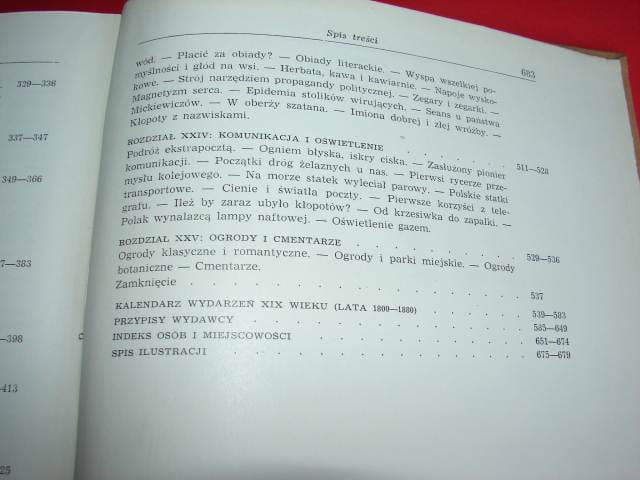 329—336
337—347
349—366
7—383
—398
—413
25
Spis treści
683
wód. — Płacić za obiady? — Obiady literackie. — Wyspa wszelkiej po-
myślności i głód na wsi. — Herbata, kawa i kawiarnie. — Napoje wysko-
kowe. — Strój narzędziem propagandy politycznej. — Zegary i zegarki. —
Magnetyzm serca. — Epidemia stolików wirujących. — Seans u państwa
Mickiewiczów. — W oberży szatana. — Imiona dobrej i złej wróżby. —
Kłopoty z nazwiskami.
ROZDZIAŁ XXIV: KOMUNIKACJA I OŚWIETLENIE . . . . . 511—528
Podróż ekstrapocztą. — Ogniem błyska, iskry ciska. — Zasłużony pionier
komunikacji. — Początki dróg żelaznych u nas. — Pierwsi rycerze prze-
mysłu kolejowego. — Na morze statek wyleciał parowy. — Polskie statki
transportowe. — Cienie i światła poczty. — Pierwsze korzyści z tele-
grafu. — Ileż by zaraz ubyło kłopotów? — Od krzesiwka do zapałki. —
Polak wynalazcą lampy naftowej. — Oświetlenie gazem.
ROZDZIAŁ XXV: OGRODY I CMENTARZE . . . . . . . . 529—536
Ogrody klasyczne i romantyczne. — Ogrody i parki miejskie. — Ogrody
botaniczne — Cmentarze.
Zamknięcie . . . . . . . . . . . . . . . . 537
KALENDARZ WYDARZEŃ XIX WIEKU (LATA 1800—1880) . . . . . 539—583
PRZYPISY WYDAWCY . . . . . . . . . . . . . . 585—649
INDEKS OSÓB I MIEJSCOWOŚCI . . . . . . . . . . . . 651—674
SPIS ILUSTRACJI . . . . . . . . . . . . . . . 675—679